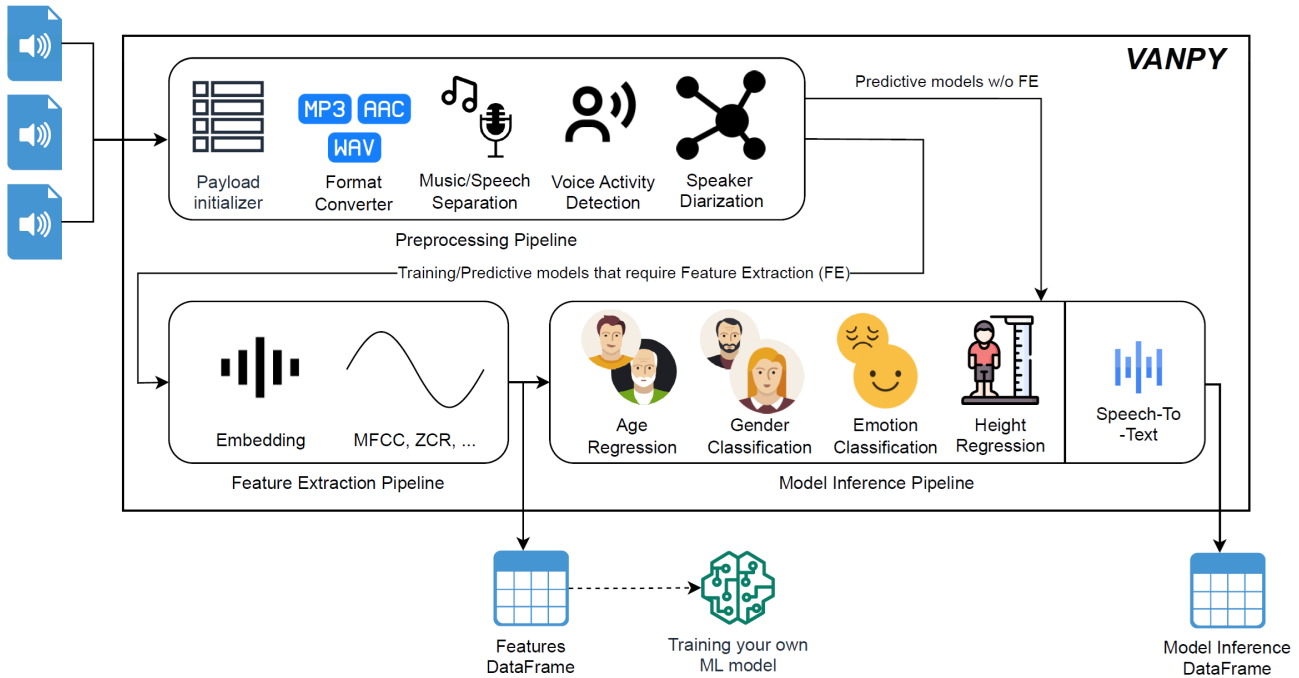 VANPY
Predictive models w/o FE
MP3 AAC
WAV
Payload
initializer
Format
Converter
Music/Speech
Separation
Voice Activity
Detection
Speaker
Diarization
Preprocessing Pipeline
Training/Predictive models that require Feature Extraction (FE)
Embedding
MFCC, ZCR, ...
Feature Extraction Pipeline
Age
Regression
Gender
Classification
Emotion
Classification
Height
Regression
Speech-To
-Text
Model Inference Pipeline
Features
DataFrame
Training your own
ML model
Model Inference
DataFrame